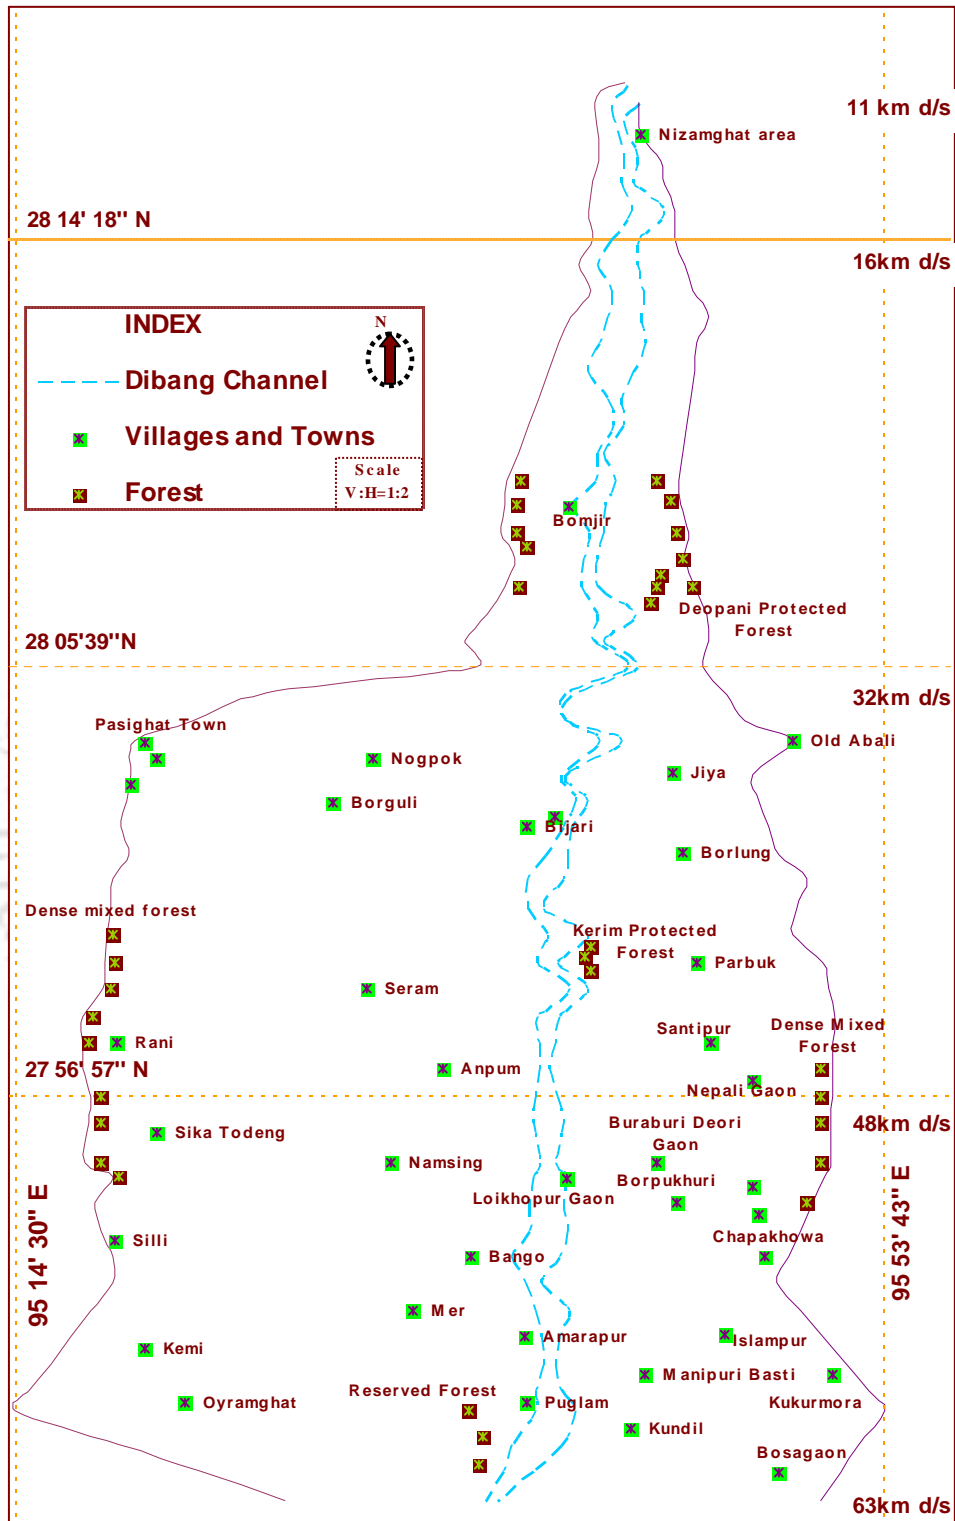 11 km d/s
Nizamghat area
28 14' 18'' N
16km d/s
INDEX
N
Dibang Channel
Villages and Towns
Scale
V:H=1:2
Forest
Bomjir
Deopani Protected
Forest
28 05'39''N
32km d/s
Pasighat Town
Old Abali
Nogpok
Jiya
Borguli
Bijari
Borlung
Dense mixed forest
Kerim Protected
Forest
Parbuk
Seram
Santipur
Dense Mixed
Forest
Rani
27 56' 57'' N
Anpum
Nepali Gaon
48km d/s
Buraburi Deori
Gaon
Sika Todeng
Namsing
Borpukhuri
Loikhopur Gaon
95 14' 30'' E
95 53' 43'' E
Silli
Chapakhowa
Bango
Mer
Amarapur
Islampur
Kemi
Manipuri Basti
Reserved Forest
Oyramghat
Puglam
Kukurmora
Kundil
Bosagaon
63km d/s